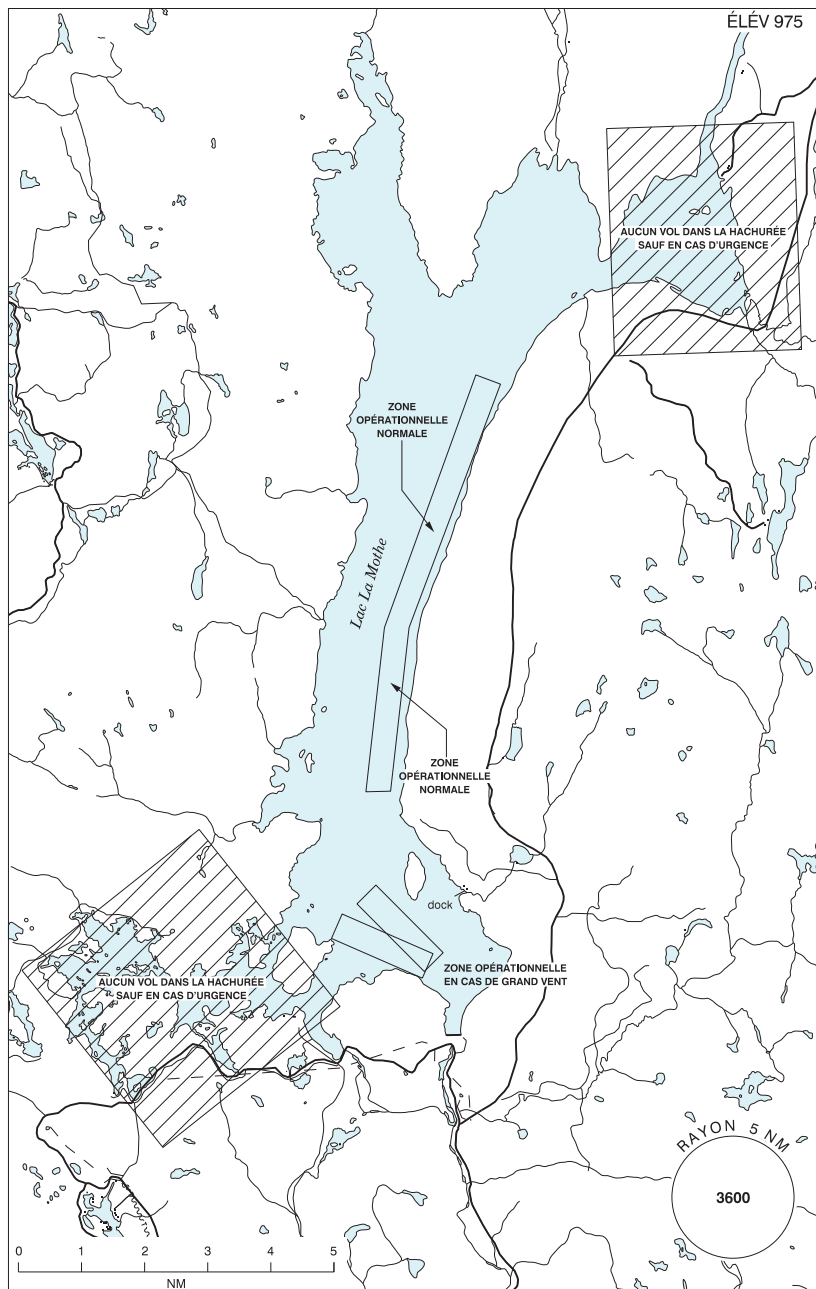 ÉLÉV 975
AUCUN VOL DANS LA HACHURÉE
SAUF EN CAS D'URGENCE
ZONE
OPÉRATIONNELLE
NORMALE
Lac La Mothe
ZONE
OPÉRATIONNELLE
NORMALE
dock
ZONE OPÉRATIONNELLE
EN CAS DE GRAND VENT
AUCUN VOL DANS LA HACHURÉE
SAUF EN CAS D'URGENCE
RAYON 5 NM
3600
0 1 2 3 4 5
NM